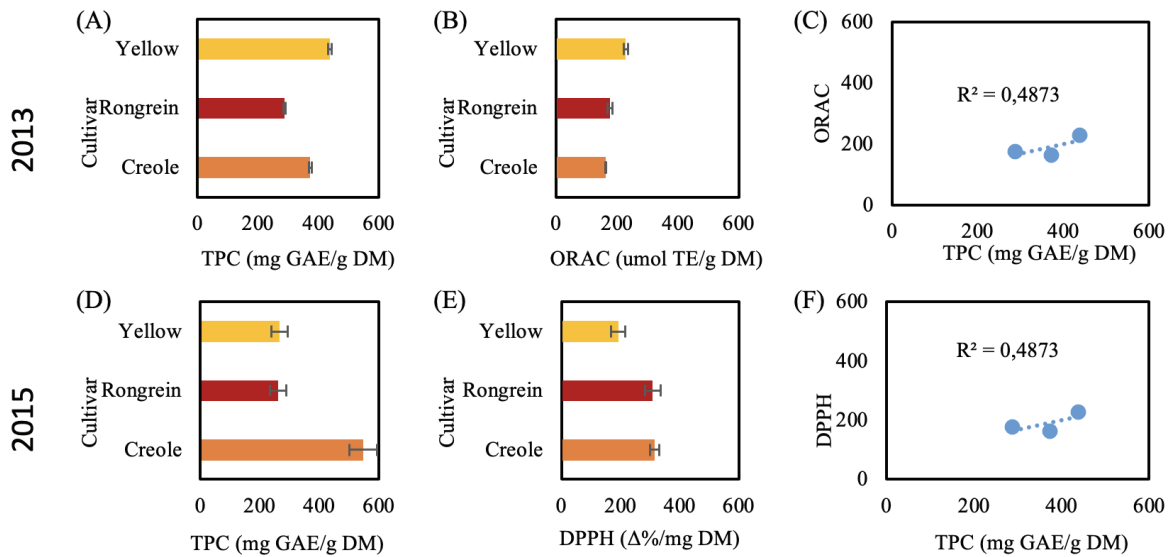 2013
(A)
Cultivar
Yellow
Rongrein
Creole
0 200 400 600
TPC (mg GAE/g DM)
(B)
Cultivar
Yellow
Rongrein
Creole
0 200 400 600
ORAC (umol TE/g DM)
(C)
ORAC
600
400
200
0
R² = 0,4873
0 200 400 600
TPC (mg GAE/g DM)
2015
(D)
Cultivar
Yellow
Rongrein
Creole
0 200 400 600
TPC (mg GAE/g DM)
(E)
Cultivar
Yellow
Rongrein
Creole
0 200 400 600
DPPH (Δ%/mg DM)
(F)
DPPH
600
400
200
0
R² = 0,4873
0 200 400 600
TPC (mg GAE/g DM)